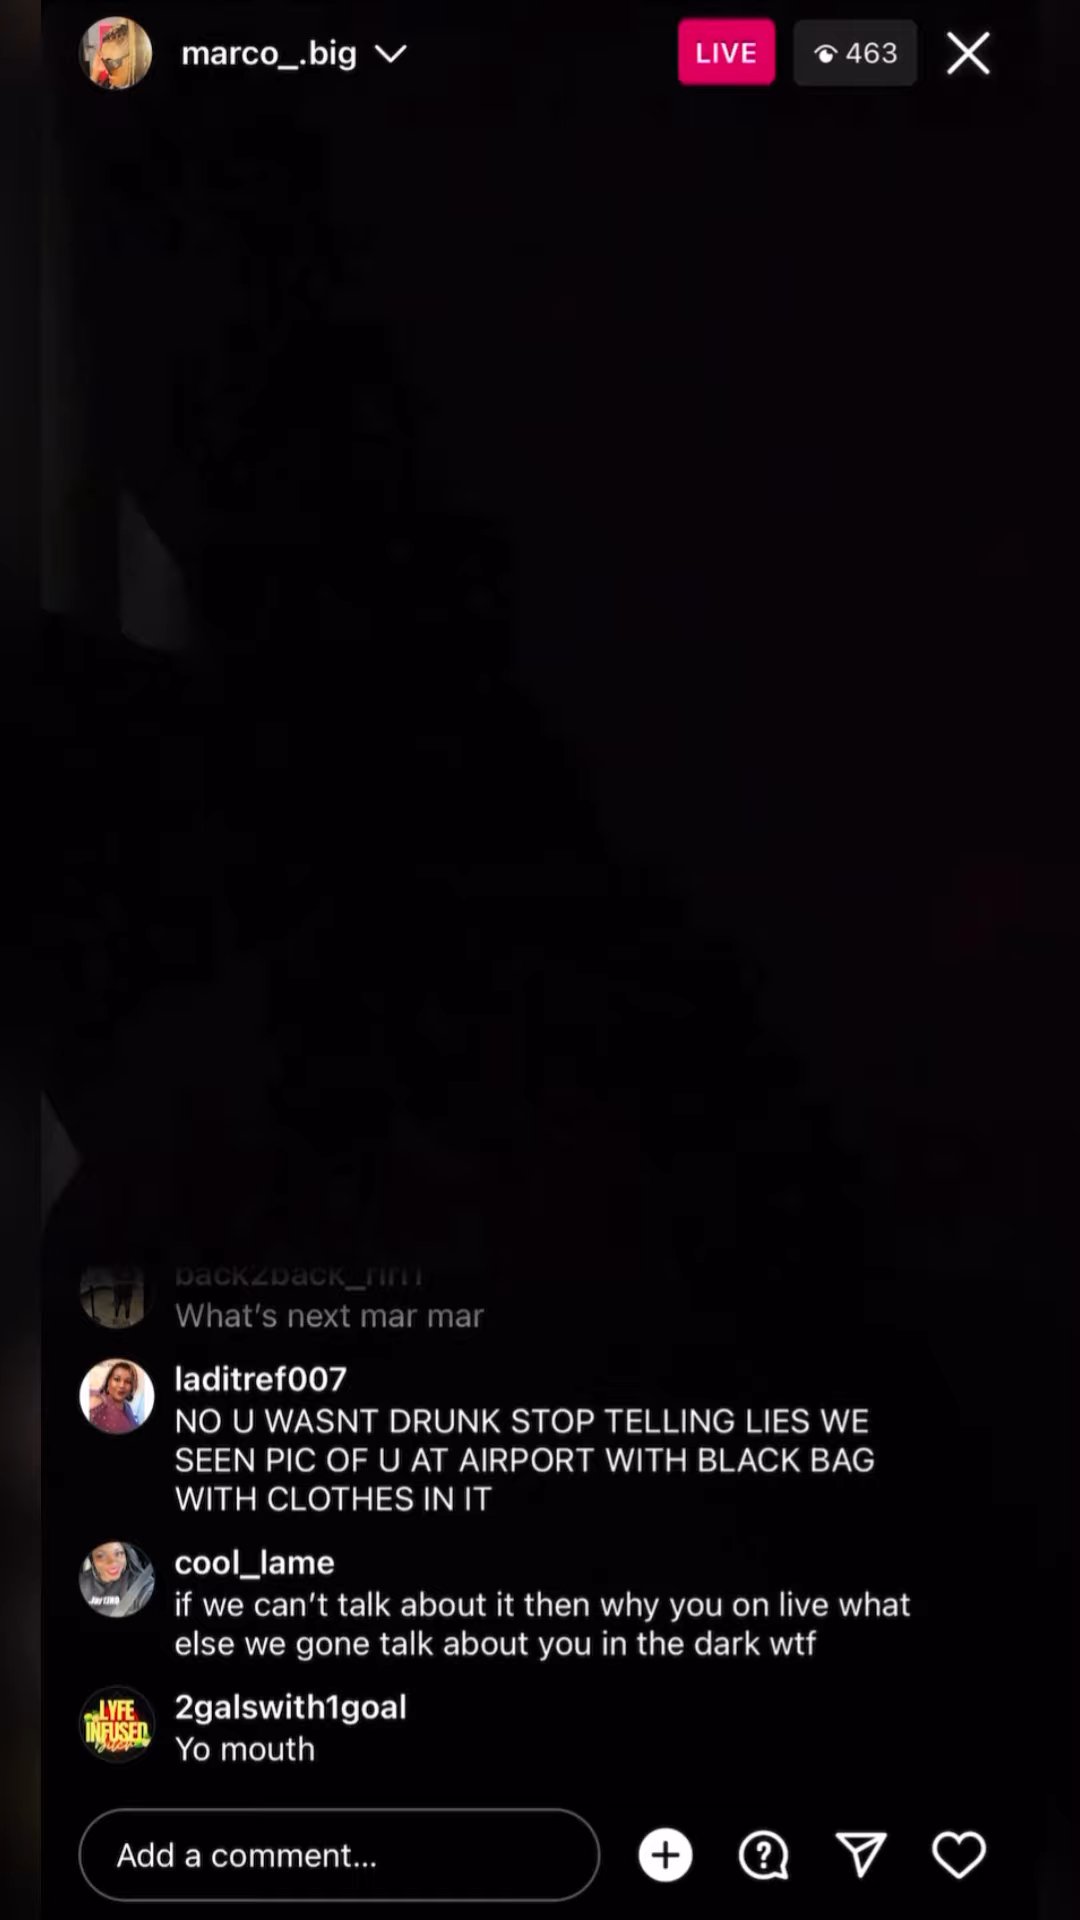 marco_.big
LIVE
463
What's next mar mar
laditref007
NO U WASNT DRUNK STOP TELLING LIES WE
SEEN PIC OF U AT AIRPORT WITH BLACK BAG
WITH CLOTHES IN IT
cool_lame
if we can't talk about it then why you on live what
else we gone talk about you in the dark wtf
2galswith1goal
LYFE
INFUSED
Yo mouth
Add a comment...